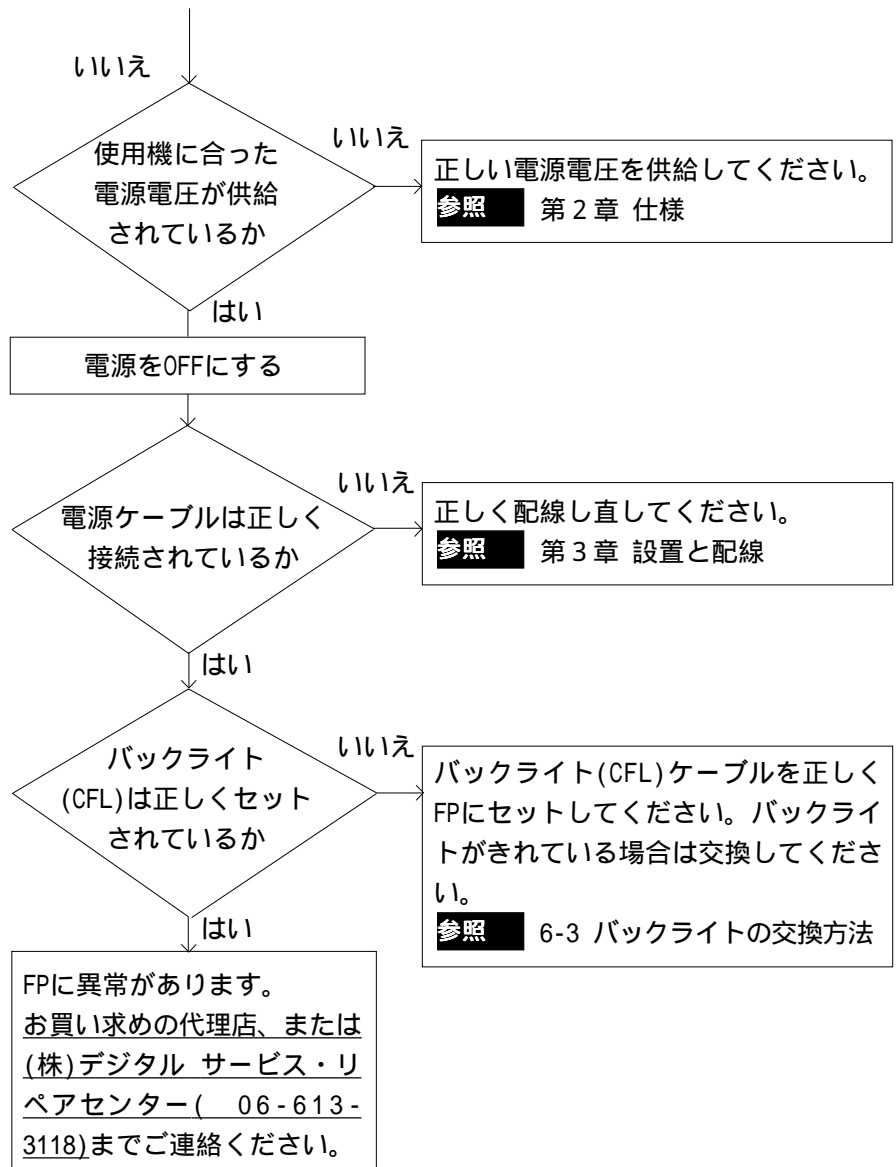 いいえ
使用機に合った
電源電圧が供給
されているか
いいえ
正しい電源電圧を供給してください。
参照 第2章 仕様
はい
電源をOFFにする
電源ケーブルは正しく
接続されているか
いいえ
正しく配線し直してください。
参照 第3章 設置と配線
はい
バックライト
(CFL)は正しくセット
されているか
いいえ
バックライト(CFL)ケーブルを正しく
FPにセットしてください。バックライ
トがきれている場合は交換してくださ
い。
参照 6-3 バックライトの交換方法
はい
FPに異常があります。
お買い求めの代理店、または
(株)デジタル サービス・リ
ペアセンター( 06-613-
3118)までご連絡ください。